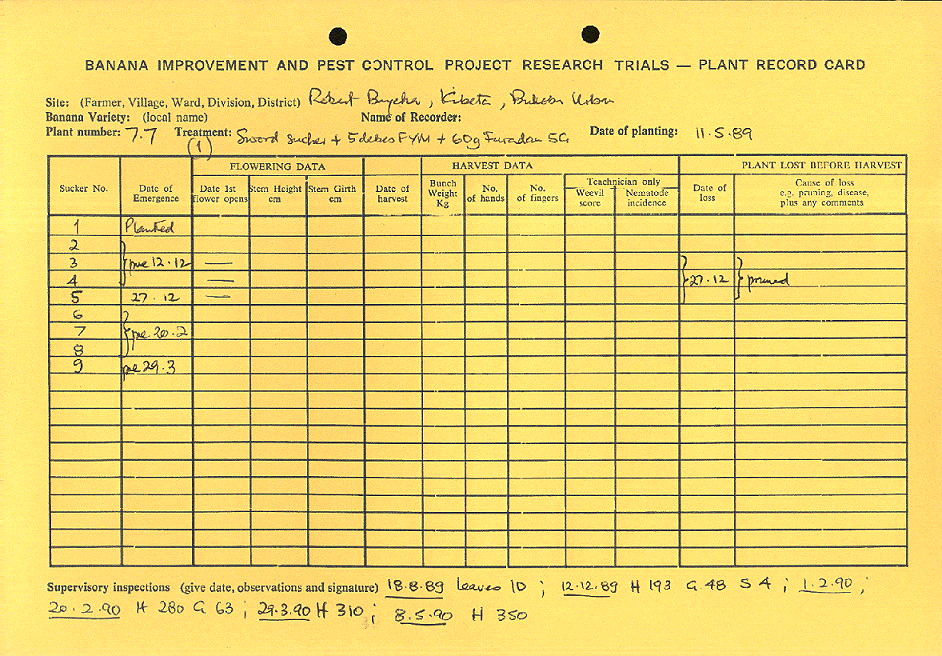 BANANA IMPROVEMENT AND PEST CONTROL PROJECT RESEARCH TRIALS — PLANT RECORD CARD
Site: (Farmer, Village, Ward, Division, District) Robert , Kibeta, Bukoba Urban
Banana Variety: (local name) Name of Recorder:
Plant number: 7.7 Treatment: Sword sucker + 5 debes FYM + 60g Furadan 5G Date of planting: 11.5.89
(1)
FLOWERING DATA HARVEST DATA PLANT LOST BEFORE HARVEST
Sucker No. Date of Emergence Date 1st flower opens Stem Height cm Stem Girth cm Date of harvest Bunch Weight Kg No. of hands No. of fingers Teachnician only Weevil score Nematode incidence Date of loss Cause of loss e.g. pruning, disease, plus any comments
1 Planted
2
3 } pre 12.12 —
4 — } 27.12 } pruned
5 27.12 —
6
7 } pre 20.2
8
9 pre 29.3
Supervisory inspections (give date, observations and signature) 18.8.89 leaves 10 ; 12.12.89 H 193 G 48 S 4 ; 1.2.90 ;
20.2.90 H 280 G 63 ; 29.3.90 H 310 ; 8.5.90 H 350